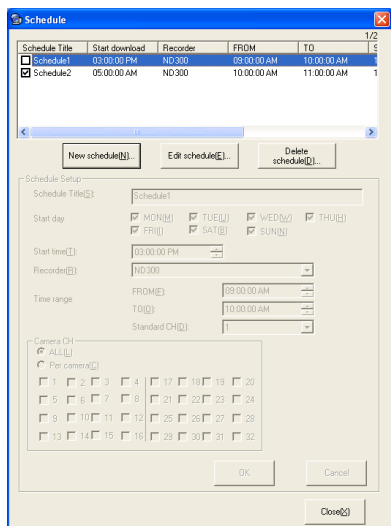 Schedule
1/2
Schedule Title Start download Recorder FROM TO S
Schedule1 03:00:00 PM ND300 09:00:00 AM 10:00:00 AM 1
Schedule2 05:00:00 AM ND300 10:00:00 AM 11:00:00 AM 1
New schedule(N)... Edit schedule(E)... Delete
schedule(D)...
Schedule Setup
Schedule Title(S): Schedule1
Start day MON(M) TUE(U) WED(W) THU(H)
FRI(I) SAT(B) SUN(N)
Start time(T): 03:00:00 PM
Recorder(R): ND300
Time range FROM(F): 09:00:00 AM
TO(O): 10:00:00 AM
Standard CH(D): 1
Camera CH
ALL(L)
Per camera(C)
1 2 3 4 17 18 19 20
5 6 7 8 21 22 23 24
9 10 11 12 25 26 27 28
13 14 15 16 29 30 31 32
OK Cancel
Close(X)